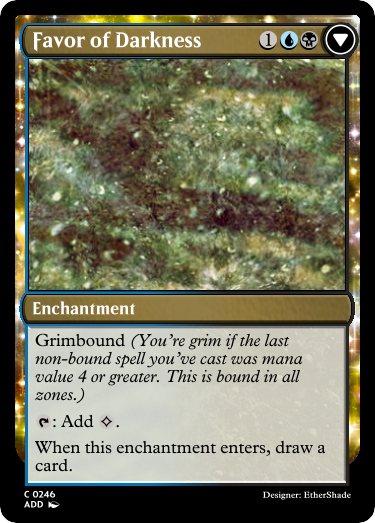 Favor of Darkness 1
Enchantment
Grimbound (You're grim if the last
non-bound spell you've cast was mana
value 4 or greater. This is bound in all
zones.)
: Add .
When this enchantment enters, draw a
card.
C 0246
ADD
Designer: EtherShade